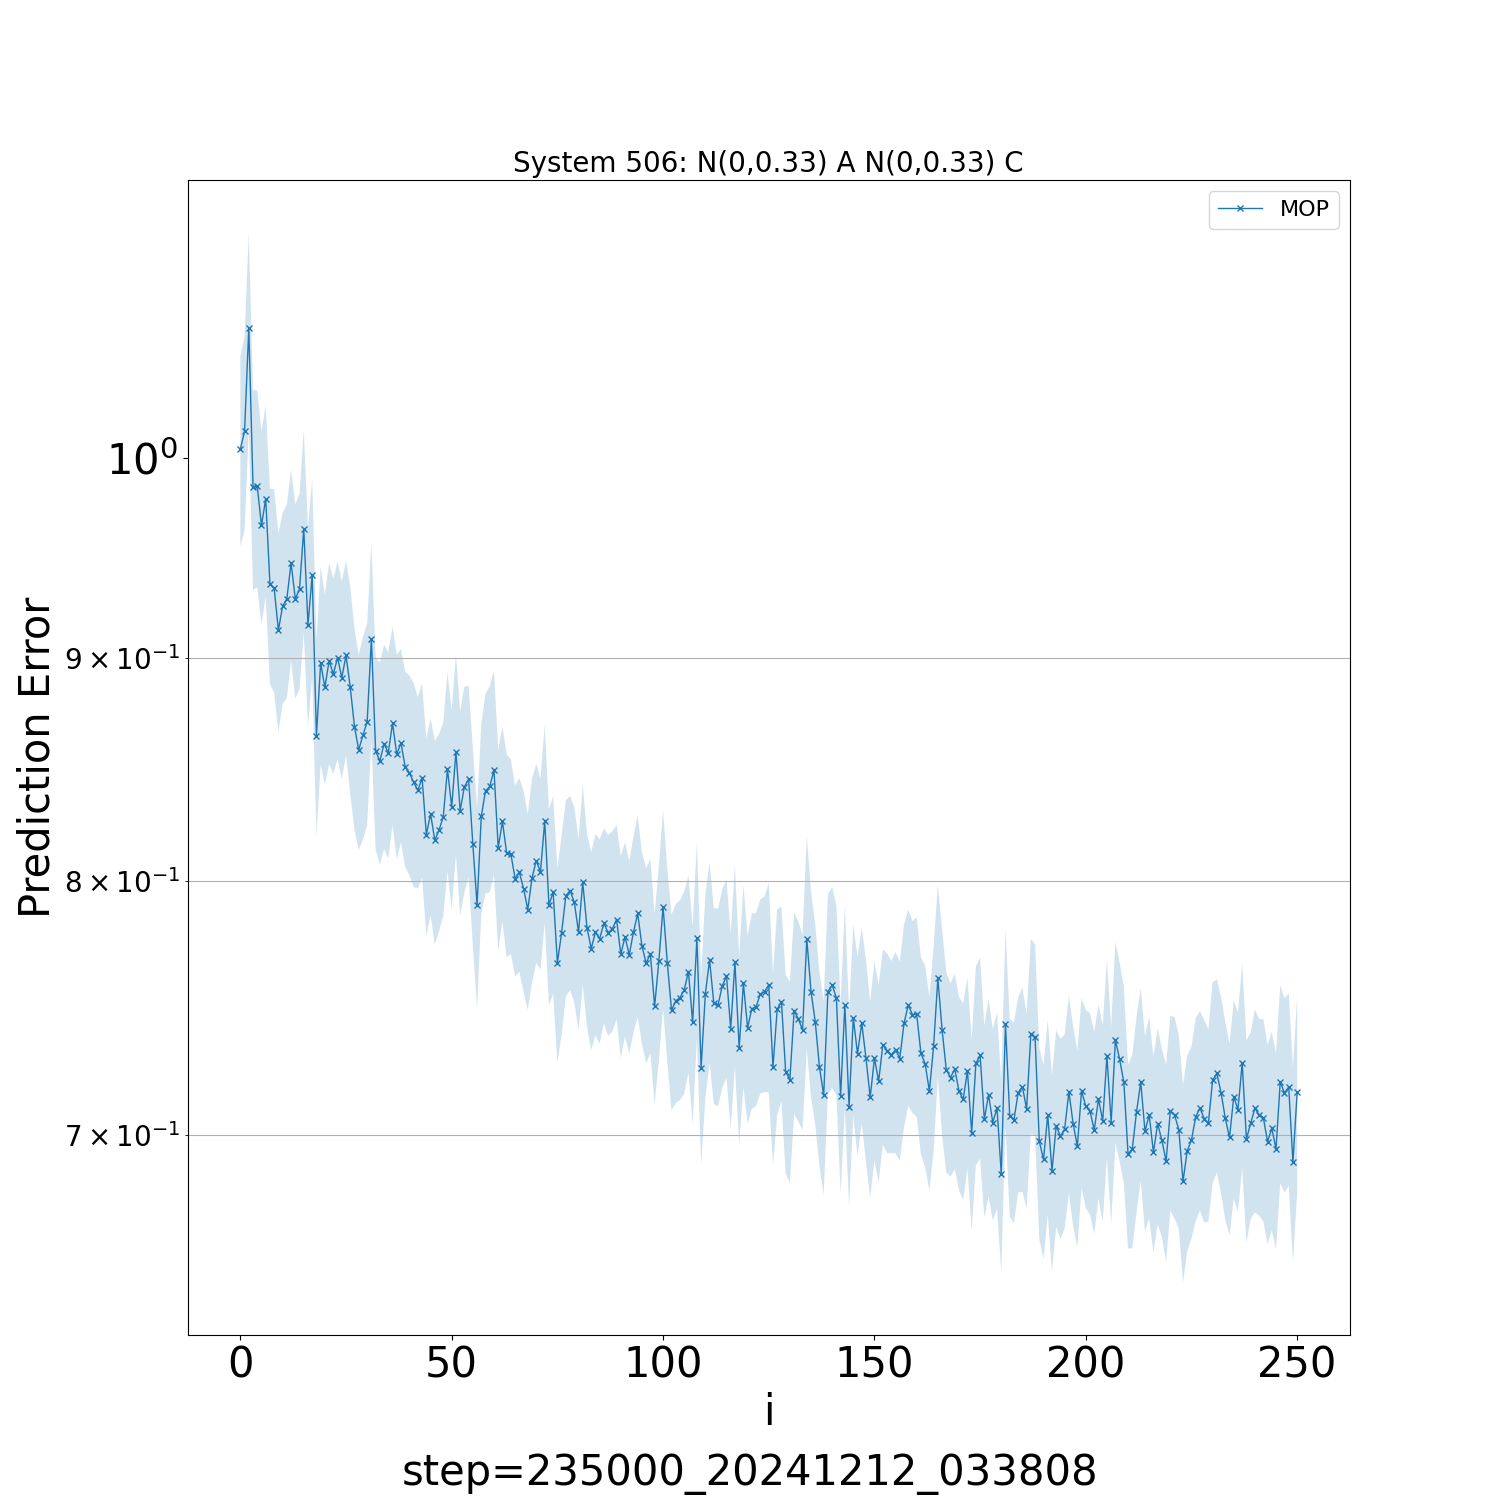 System 506: N(0,0.33) A N(0,0.33) C
MOP
Prediction Error
10⁰
9 × 10⁻¹
8 × 10⁻¹
7 × 10⁻¹
0 50 100 150 200 250
i
step=235000_20241212_033808